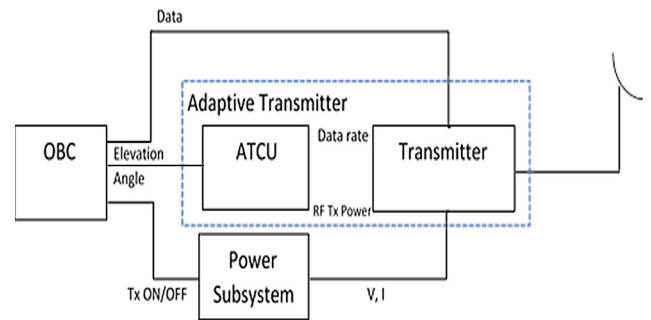 Data
Adaptive Transmitter
OBC
Elevation
Angle
ATCU
Data rate
RF Tx Power
Transmitter
Tx ON/OFF
Power
Subsystem
V, I